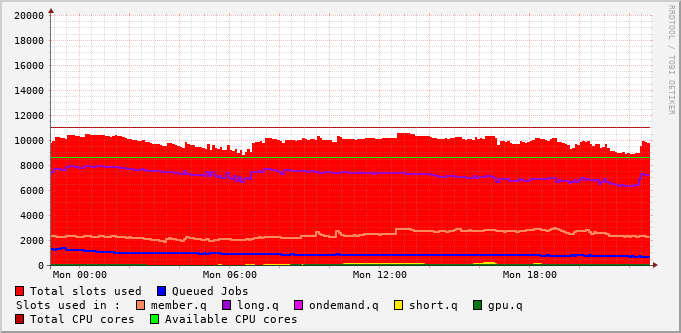 RRDTOOL / TOBI OETIKER
20000
18000
16000
14000
12000
10000
8000
6000
4000
2000
0
Mon 00:00 Mon 06:00 Mon 12:00 Mon 18:00
Total slots used Queued Jobs
Slots used in : member.q long.q ondemand.q short.q gpu.q
Total CPU cores Available CPU cores